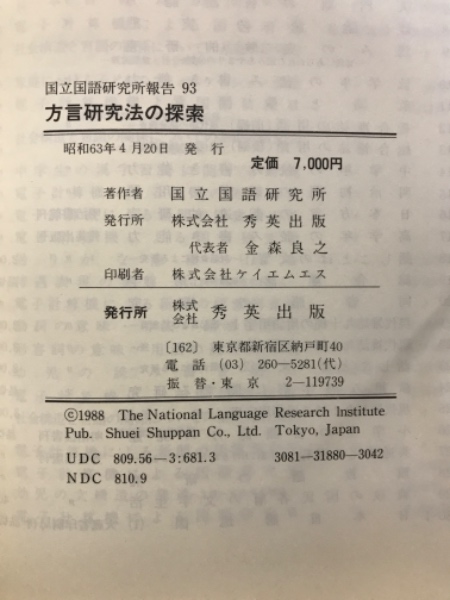 国立国語研究所報告 93
方言研究法の探索
昭和63年4月20日 発行
定価 7,000円
著作者 国立国語研究所
発行所 株式会社 秀英出版
代表者 金森良之
印刷者 株式会社ケイエムエス
発行所 株式会社 秀英出版
〔162〕 東京都新宿区納戸町40
電話 (03) 260―5281(代)
振替・東京 2―119739
©1988 The National Language Research Institute
Pub. Shuei Shuppan Co., Ltd. Tokyo, Japan
UDC 809.56―3:681.3 3081―31880―3042
NDC 810.9